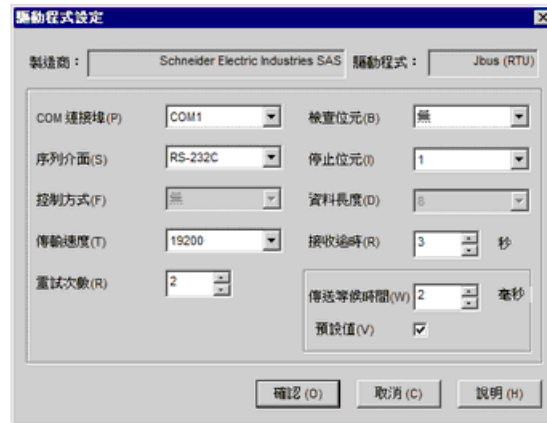 驅動程式設定
製造商： Schneider Electric Industries SAS 驅動程式： Jbus (RTU)
COM 連接埠(P) COM1 檢查位元(B) 無
序列介面(S) RS-232C 停止位元(I) 1
控制方式(F) 無 資料長度(D) 8
傳輸速度(T) 19200 接收逾時(R) 3 秒
重試次數(R) 2
傳送等候時間(W) 2 毫秒
預設值(V)
確認(O) 取消(C) 說明(H)